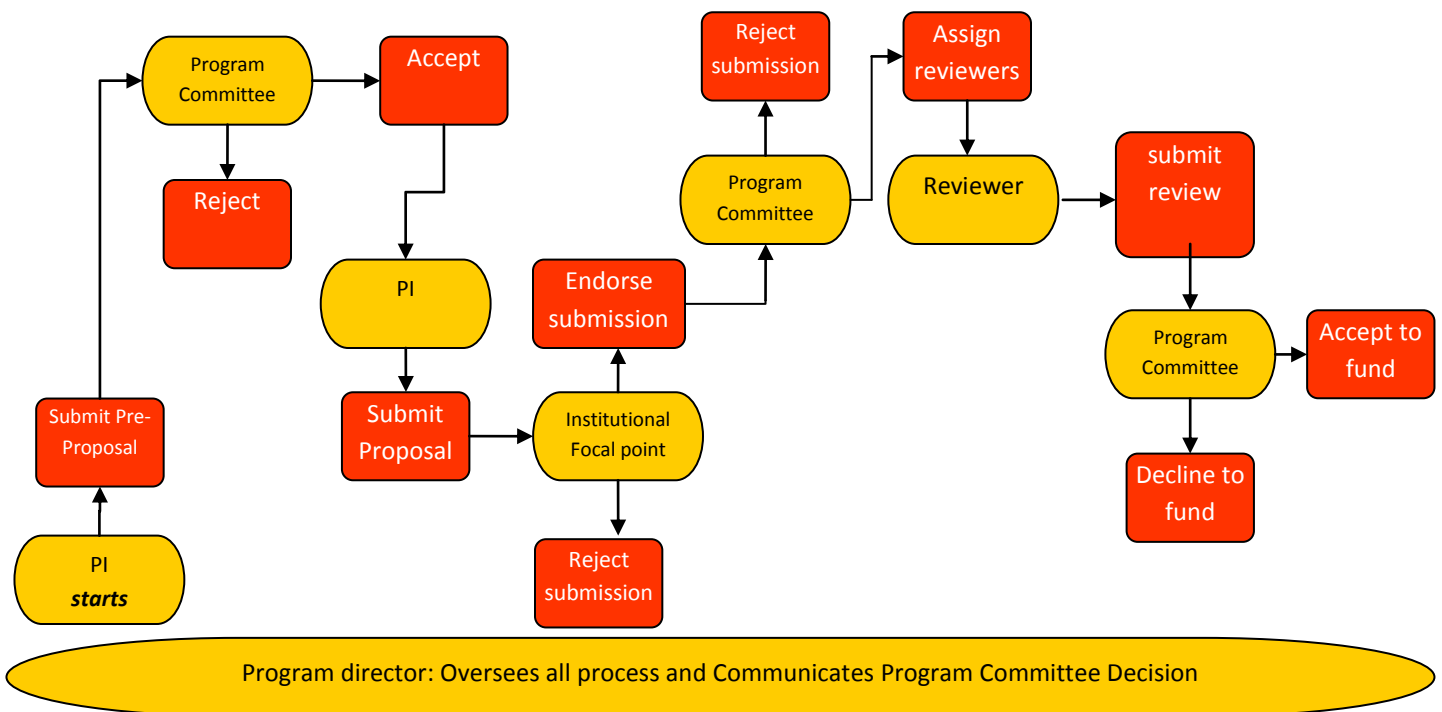 Program
Committee
Accept
Reject
submission
Assign
reviewers
Reject
PI
Submit Pre-
Proposal
PI
starts
Submit
Proposal
Institutional
Focal point
Endorse
submission
Reject
submission
Program
Committee
Reviewer
submit
review
Program
Committee
Accept to
fund
Decline to
fund
Program director: Oversees all process and Communicates Program Committee Decision